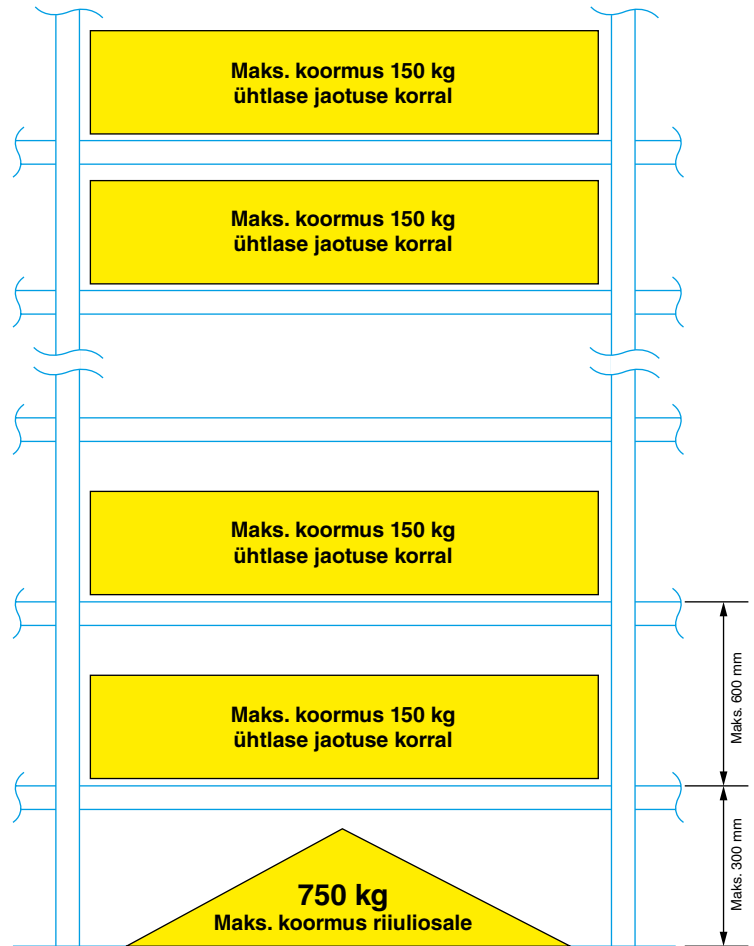 Maks. koormus 150 kg
ühtlase jaotuse korral
Maks. koormus 150 kg
ühtlase jaotuse korral
Maks. koormus 150 kg
ühtlase jaotuse korral
Maks. koormus 150 kg
ühtlase jaotuse korral
Maks. 600 mm
Maks. 300 mm
750 kg
Maks. koormus riiuliosale